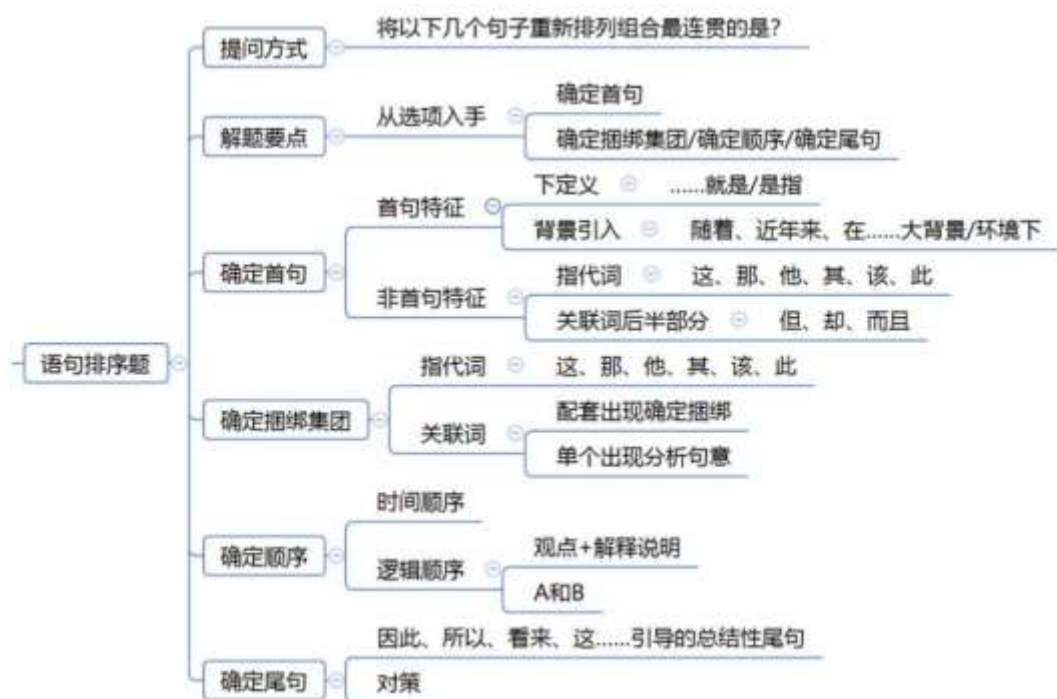 语句排序题
提问方式
将以下几个句子重新排列组合最连贯的是？
解题要点
从选项入手
确定首句
确定捆绑集团/确定顺序/确定尾句
确定首句
首句特征
下定义
......就是/是指
背景引入
随着、近年来、在......大背景/环境下
非首句特征
指代词
这、那、他、其、该、此
关联词后半部分
但、却、而且
确定捆绑集团
指代词
这、那、他、其、该、此
关联词
配套出现确定捆绑
单个出现分析句意
确定顺序
时间顺序
逻辑顺序
观点+解释说明
A和B
确定尾句
因此、所以、看来、这......引导的总结性尾句
对策